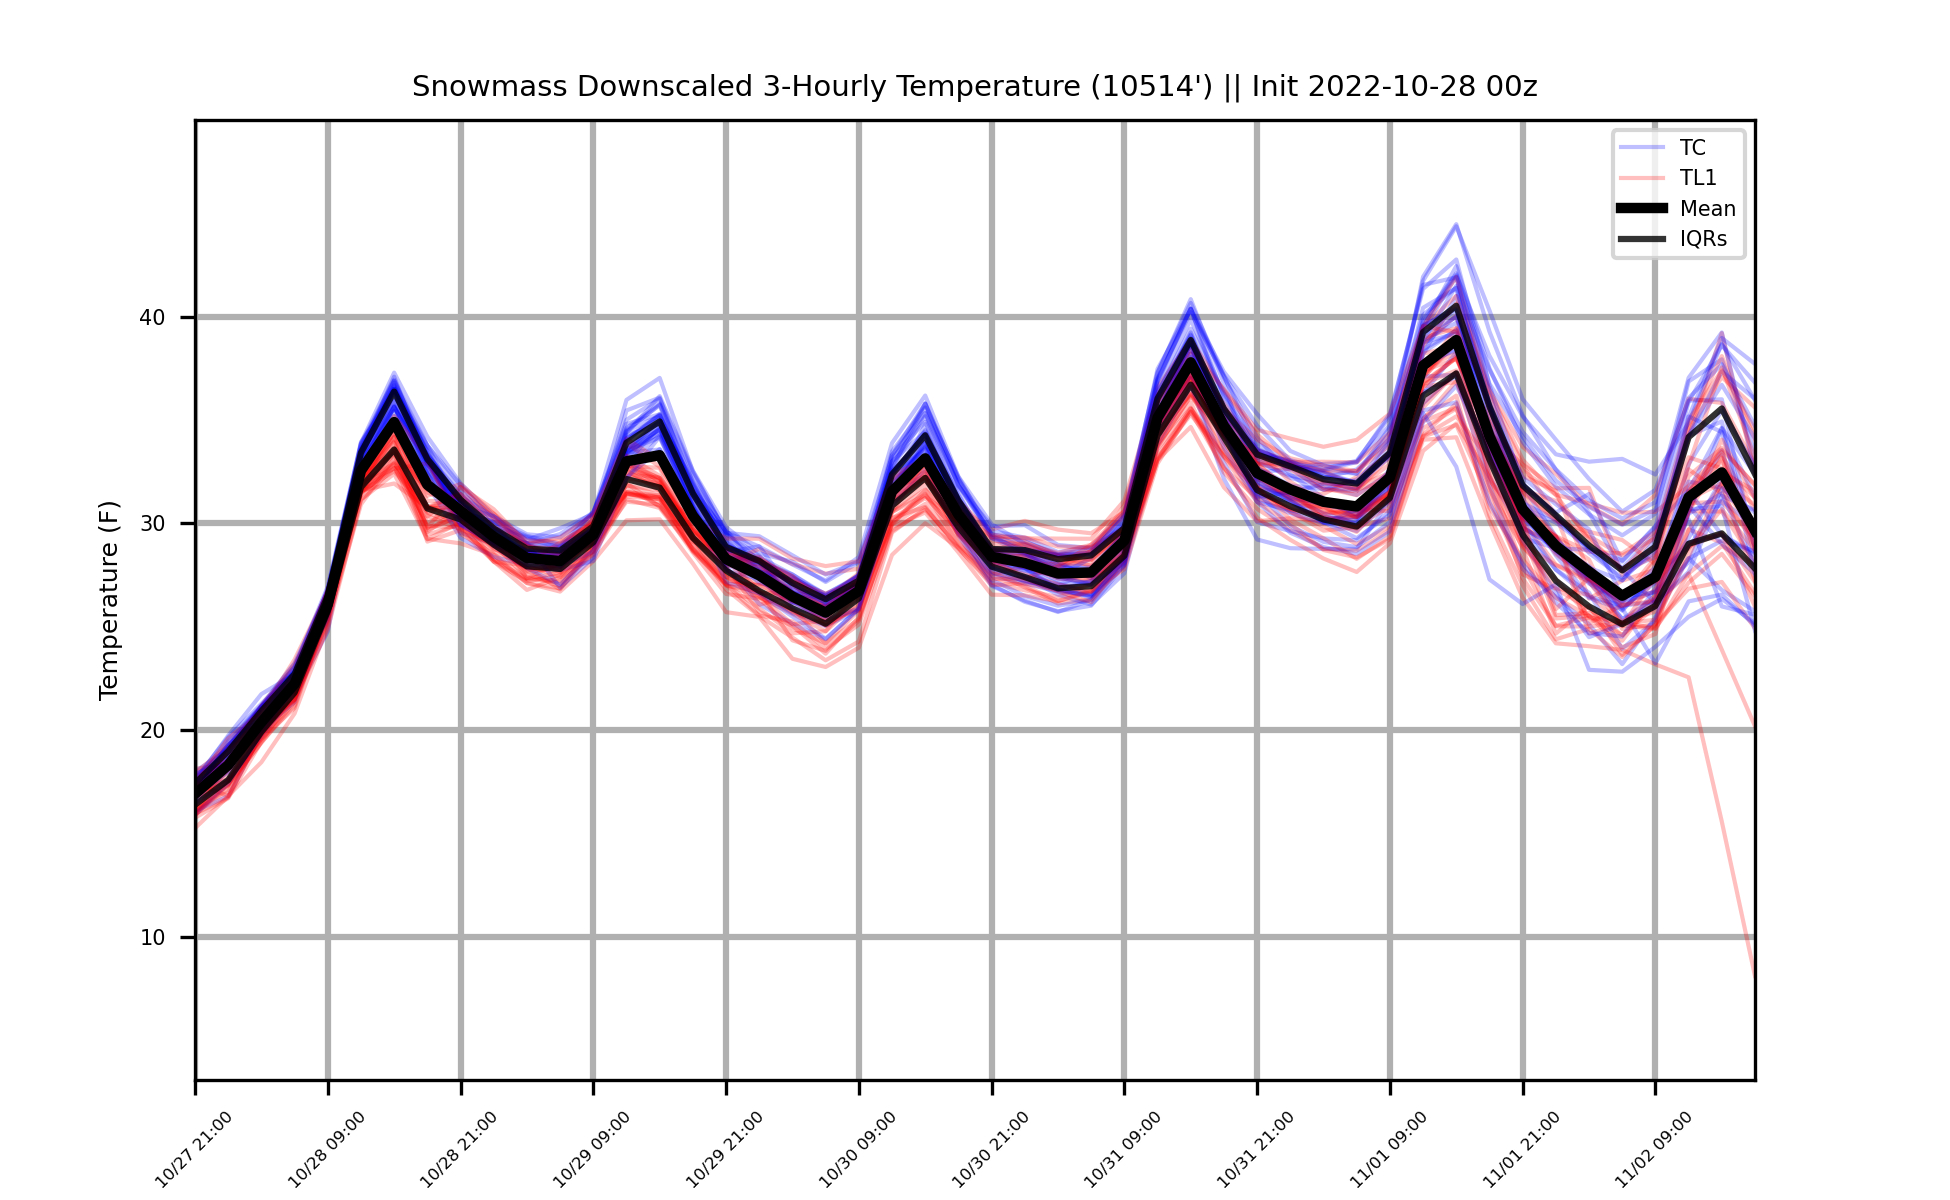 Snowmass Downscaled 3-Hourly Temperature (10514') || Init 2022-10-28 00z
TC
TL1
Mean
IQRs
Temperature (F)
40
30
20
10
10/27 21:00
10/28 09:00
10/28 21:00
10/29 09:00
10/29 21:00
10/30 09:00
10/30 21:00
10/31 09:00
10/31 21:00
11/01 09:00
11/01 21:00
11/02 09:00